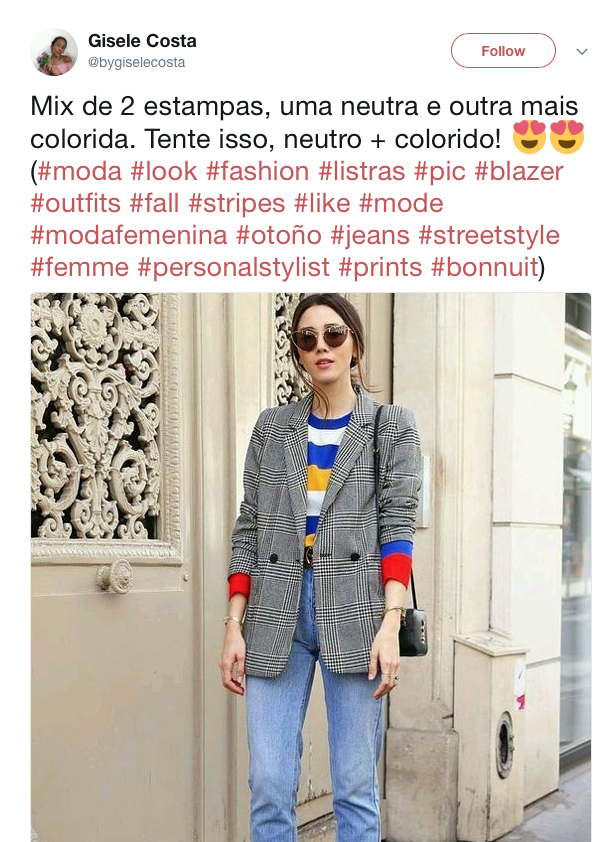 Gisele Costa
@bygiselecosta
Follow
Mix de 2 estampas, uma neutra e outra mais
colorida. Tente isso, neutro + colorido! 😍😍
(#moda #look #fashion #listras #pic #blazer
#outfits #fall #stripes #like #mode
#modafemenina #otoño #jeans #streetstyle
#femme #personalstylist #prints #bonnuit)